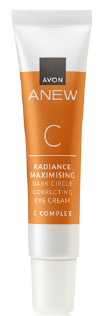 AVON
ANEW
C
RADIANCE
MAXIMISING
DARK CIRCLE
CORRECTING
EYE CREAM
C COMPLEX